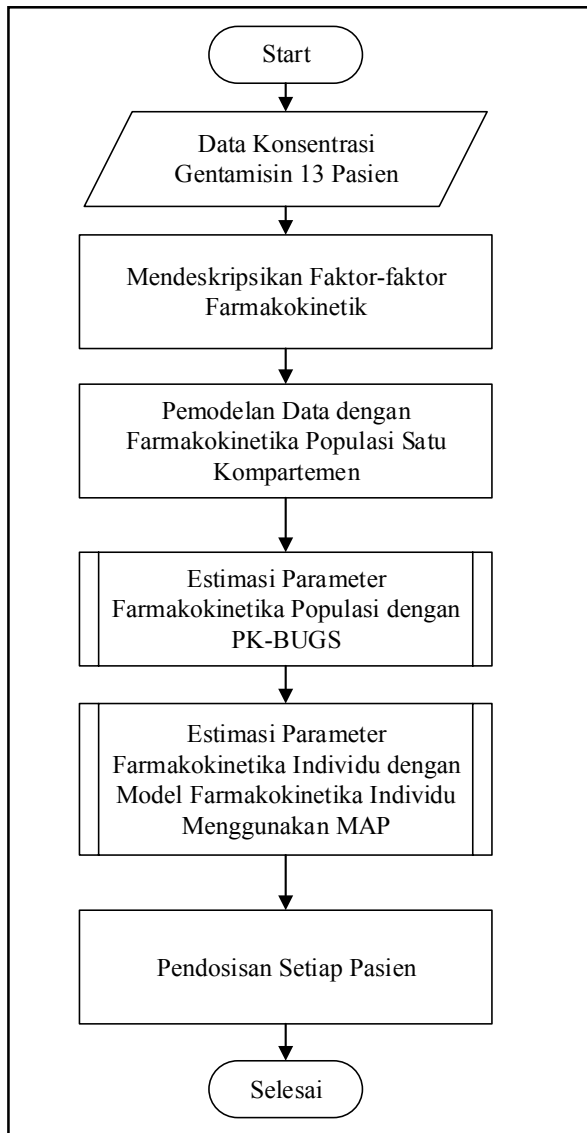 Start
Data Konsentrasi
Gentamisin 13 Pasien
Mendeskripsikan Faktor-faktor
Farmakokinetik
Pemodelan Data dengan
Farmakokinetika Populasi Satu
Kompartemen
Estimasi Parameter
Farmakokinetika Populasi dengan
PK-BUGS
Estimasi Parameter
Farmakokinetika Individu dengan
Model Farmakokinetika Individu
Menggunakan MAP
Pendosisan Setiap Pasien
Selesai